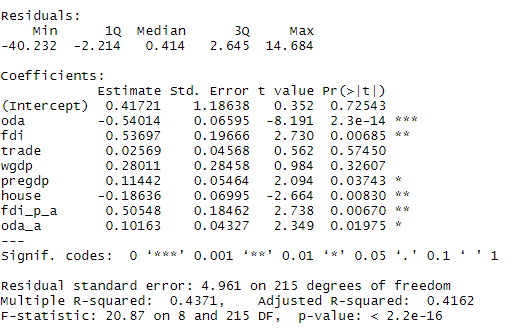 Residuals:
    Min      1Q  Median      3Q     Max
-40.232  -2.214   0.414   2.645  14.684

Coefficients:
            Estimate Std. Error t value Pr(>|t|)
(Intercept)  0.41721    1.18638   0.352  0.72543
oda         -0.54014    0.06595  -8.191  2.3e-14 ***
fdi          0.53697    0.19666   2.730  0.00685 **
trade        0.02569    0.04568   0.562  0.57450
wgdp         0.28011    0.28458   0.984  0.32607
pregdp       0.11442    0.05464   2.094  0.03743 *
house       -0.18636    0.06995  -2.664  0.00830 **
fdi_p_a      0.50548    0.18462   2.738  0.00670 **
oda_a        0.10163    0.04327   2.349  0.01975 *
---
Signif. codes:  0 ‘***’ 0.001 ‘**’ 0.01 ‘*’ 0.05 ‘.’ 0.1 ‘ ’ 1

Residual standard error: 4.961 on 215 degrees of freedom
Multiple R-squared:  0.4371,    Adjusted R-squared:  0.4162
F-statistic: 20.87 on 8 and 215 DF,  p-value: < 2.2e-16